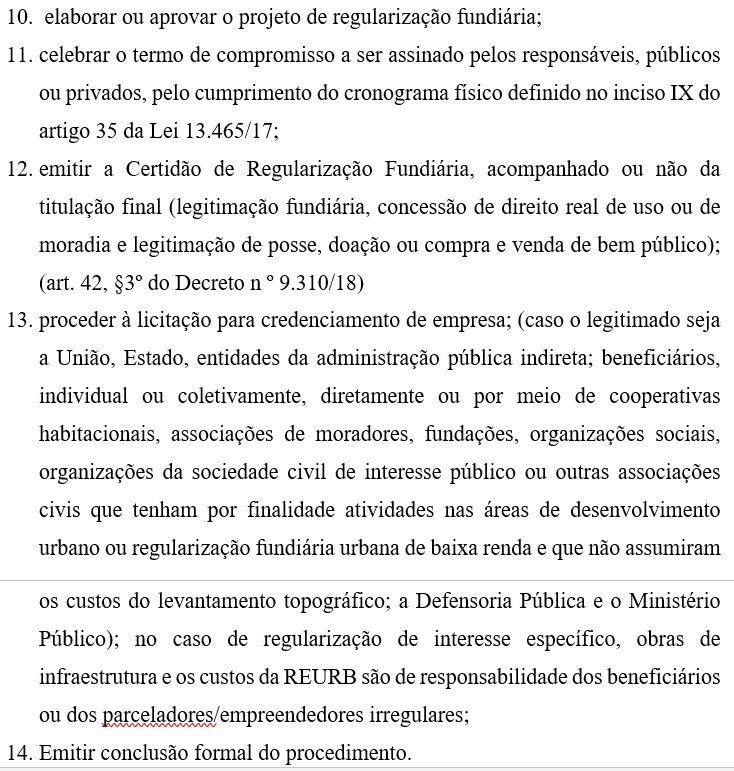 10. elaborar ou aprovar o projeto de regularização fundiária;
11. celebrar o termo de compromisso a ser assinado pelos responsáveis, públicos
ou privados, pelo cumprimento do cronograma físico definido no inciso IX do
artigo 35 da Lei 13.465/17;
12. emitir a Certidão de Regularização Fundiária, acompanhado ou não da
titulação final (legitimação fundiária, concessão de direito real de uso ou de
moradia e legitimação de posse, doação ou compra e venda de bem público);
(art. 42, §3º do Decreto n º 9.310/18)
13. proceder à licitação para credenciamento de empresa; (caso o legitimado seja
a União, Estado, entidades da administração pública indireta; beneficiários,
individual ou coletivamente, diretamente ou por meio de cooperativas
habitacionais, associações de moradores, fundações, organizações sociais,
organizações da sociedade civil de interesse público ou outras associações
civis que tenham por finalidade atividades nas áreas de desenvolvimento
urbano ou regularização fundiária urbana de baixa renda e que não assumiram
os custos do levantamento topográfico; a Defensoria Pública e o Ministério
Público); no caso de regularização de interesse específico, obras de
infraestrutura e os custos da REURB são de responsabilidade dos beneficiários
ou dos parceladores/empreendedores irregulares;
14. Emitir conclusão formal do procedimento.